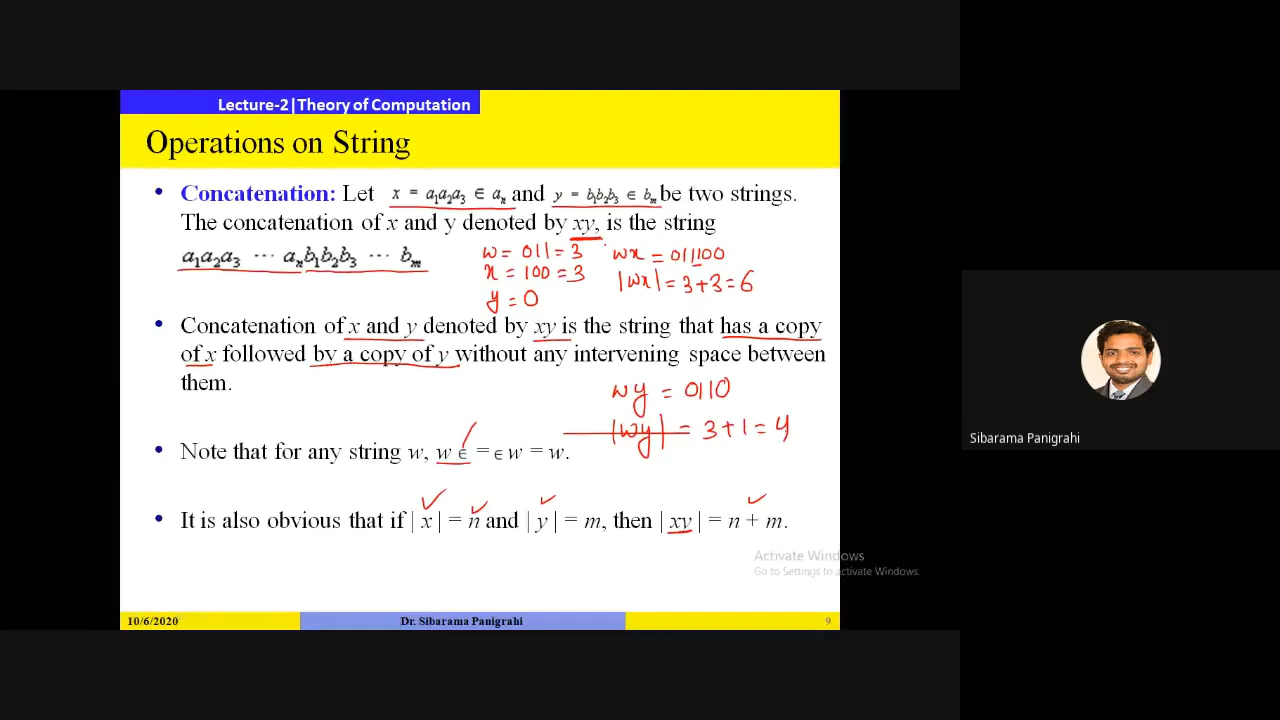 Lecture-2|Theory of Computation
Operations on String
• Concatenation: Let x = a₁a₂a₃ ∈ aₙ and y = b₁b₂b₃ ∈ bₘ be two strings.
The concatenation of x and y denoted by xy, is the string
a₁a₂a₃ ··· aₙb₁b₂b₃ ··· bₘ
w = 011 = 3
x = 100 = 3
y = 0
wx = 011100
|wx| = 3+3 = 6
• Concatenation of x and y denoted by xy is the string that has a copy
of x followed by a copy of y without any intervening space between
them.
wy = 0110
|wy| = 3+1 = 4
• Note that for any string w, w ∈ = ∈ w = w.
• It is also obvious that if | x | = n and | y | = m, then | xy | = n + m.
Activate Windows
Go to Settings to activate Windows.
10/6/2020
Dr. Sibarama Panigrahi
9
Sibarama Panigrahi